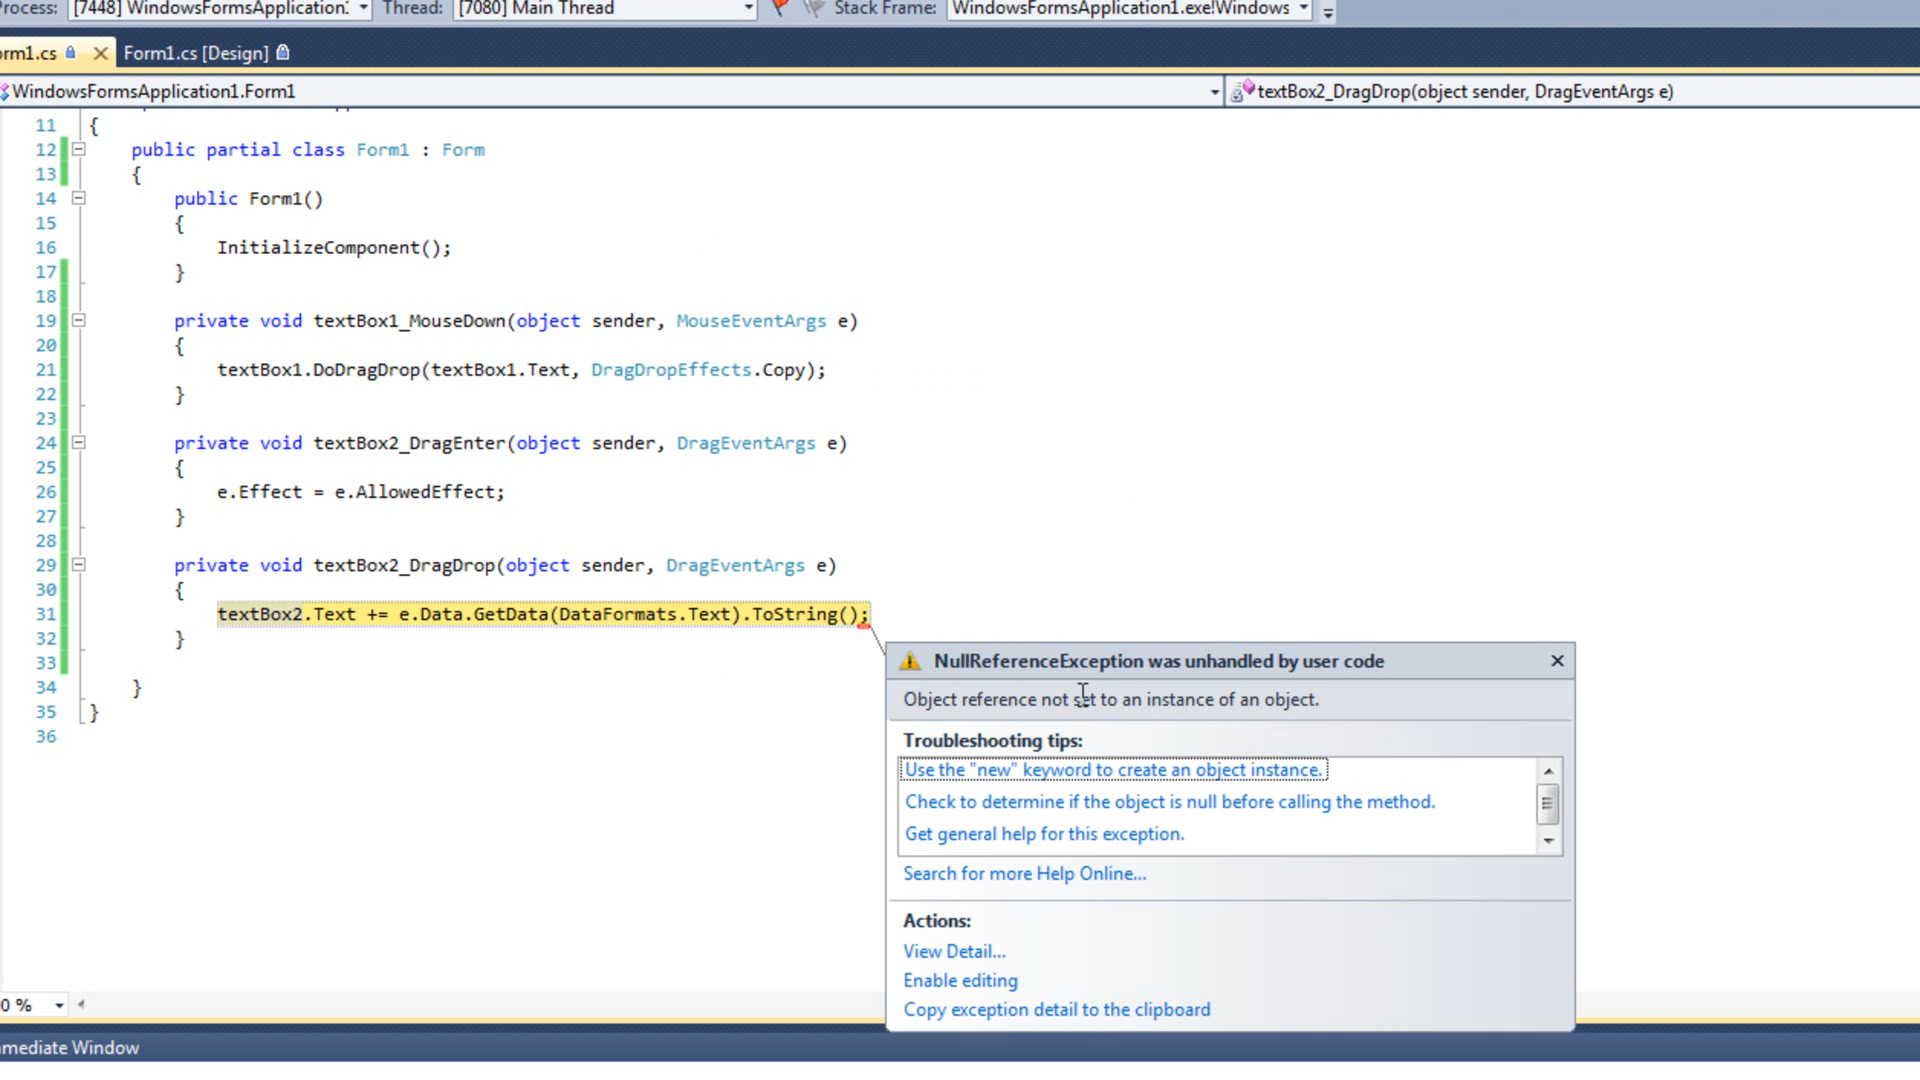 rocess: [7448] WindowsFormsApplication1 Thread: [7080] Main Thread Stack Frame: WindowsFormsApplication1.exe!Windows
orm1.cs Form1.cs [Design]
WindowsFormsApplication1.Form1 textBox2_DragDrop(object sender, DragEventArgs e)
11 {
12 public partial class Form1 : Form
13 {
14 public Form1()
15 {
16 InitializeComponent();
17 }
18
19 private void textBox1_MouseDown(object sender, MouseEventArgs e)
20 {
21 textBox1.DoDragDrop(textBox1.Text, DragDropEffects.Copy);
22 }
23
24 private void textBox2_DragEnter(object sender, DragEventArgs e)
25 {
26 e.Effect = e.AllowedEffect;
27 }
28
29 private void textBox2_DragDrop(object sender, DragEventArgs e)
30 {
31 textBox2.Text += e.Data.GetData(DataFormats.Text).ToString();
32 }
33
34 }
35 }
36
NullReferenceException was unhandled by user code
Object reference not set to an instance of an object.
Troubleshooting tips:
Use the "new" keyword to create an object instance.
Check to determine if the object is null before calling the method.
Get general help for this exception.
Search for more Help Online...
Actions:
View Detail...
Enable editing
Copy exception detail to the clipboard
0 %
mmediate Window